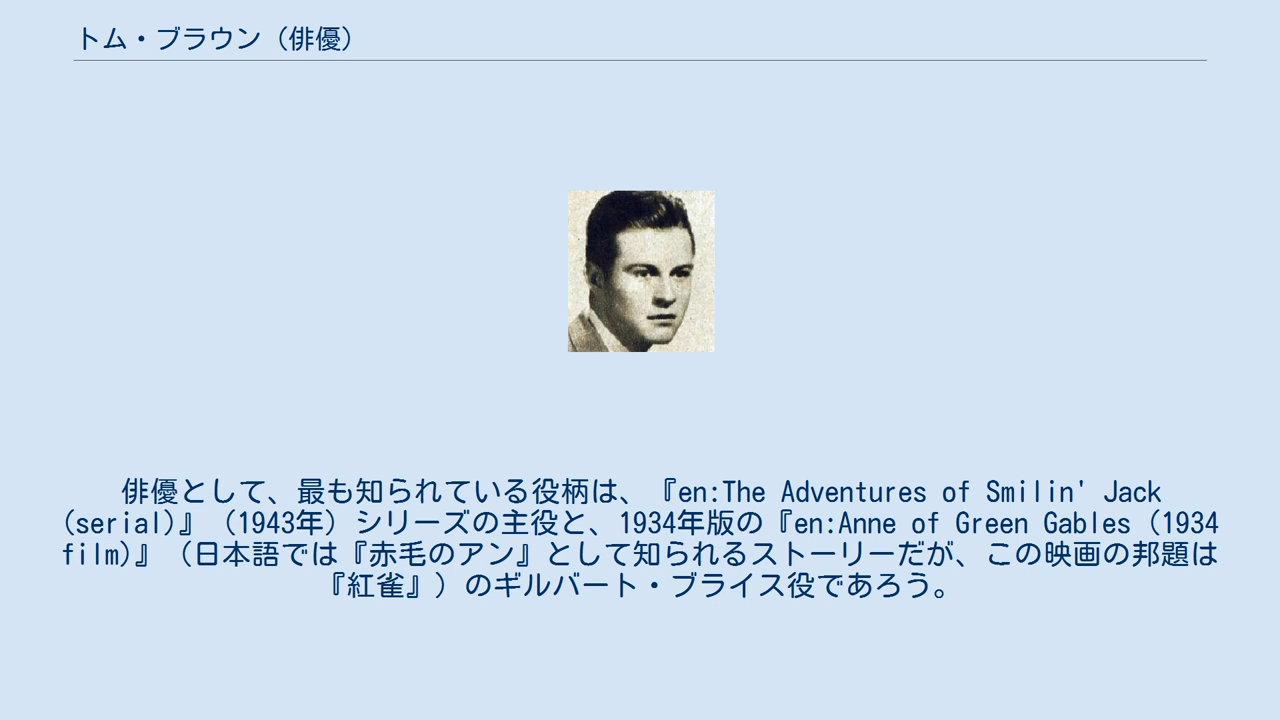 トム・ブラウン（俳優）
俳優として、最も知られている役柄は、『en:The Adventures of Smilin' Jack
(serial)』（1943年）シリーズの主役と、1934年版の『en:Anne of Green Gables (1934
film)』（日本語では『赤毛のアン』として知られるストーリーだが、この映画の邦題は
『紅雀』）のギルバート・ブライス役であろう。